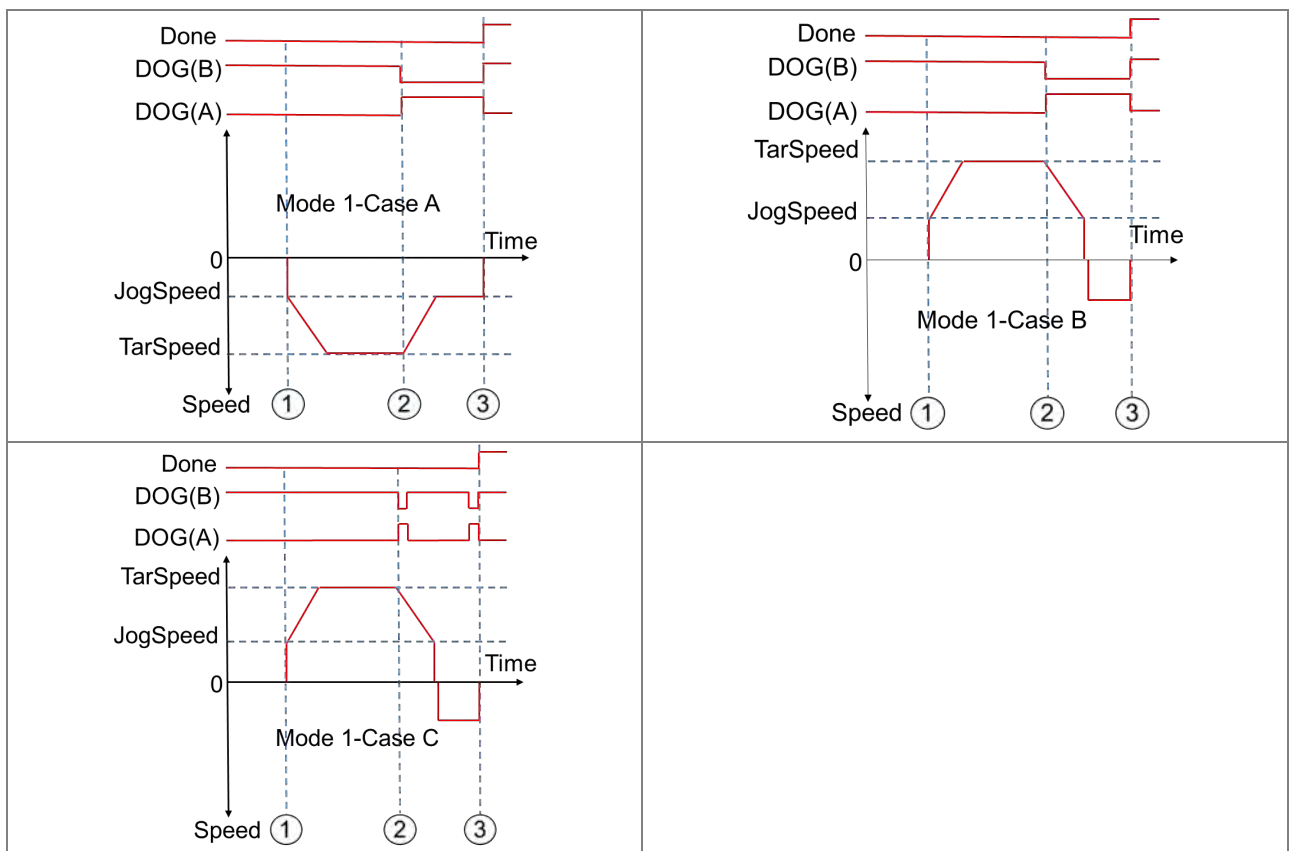 Done
DOG(B)
DOG(A)
Mode 1-Case A
Time
0
JogSpeed
TarSpeed
Speed 1 2 3
Done
DOG(B)
DOG(A)
TarSpeed
JogSpeed
Time
0
Mode 1-Case B
Speed 1 2 3
Done
DOG(B)
DOG(A)
TarSpeed
JogSpeed
Time
0
Mode 1-Case C
Speed 1 2 3